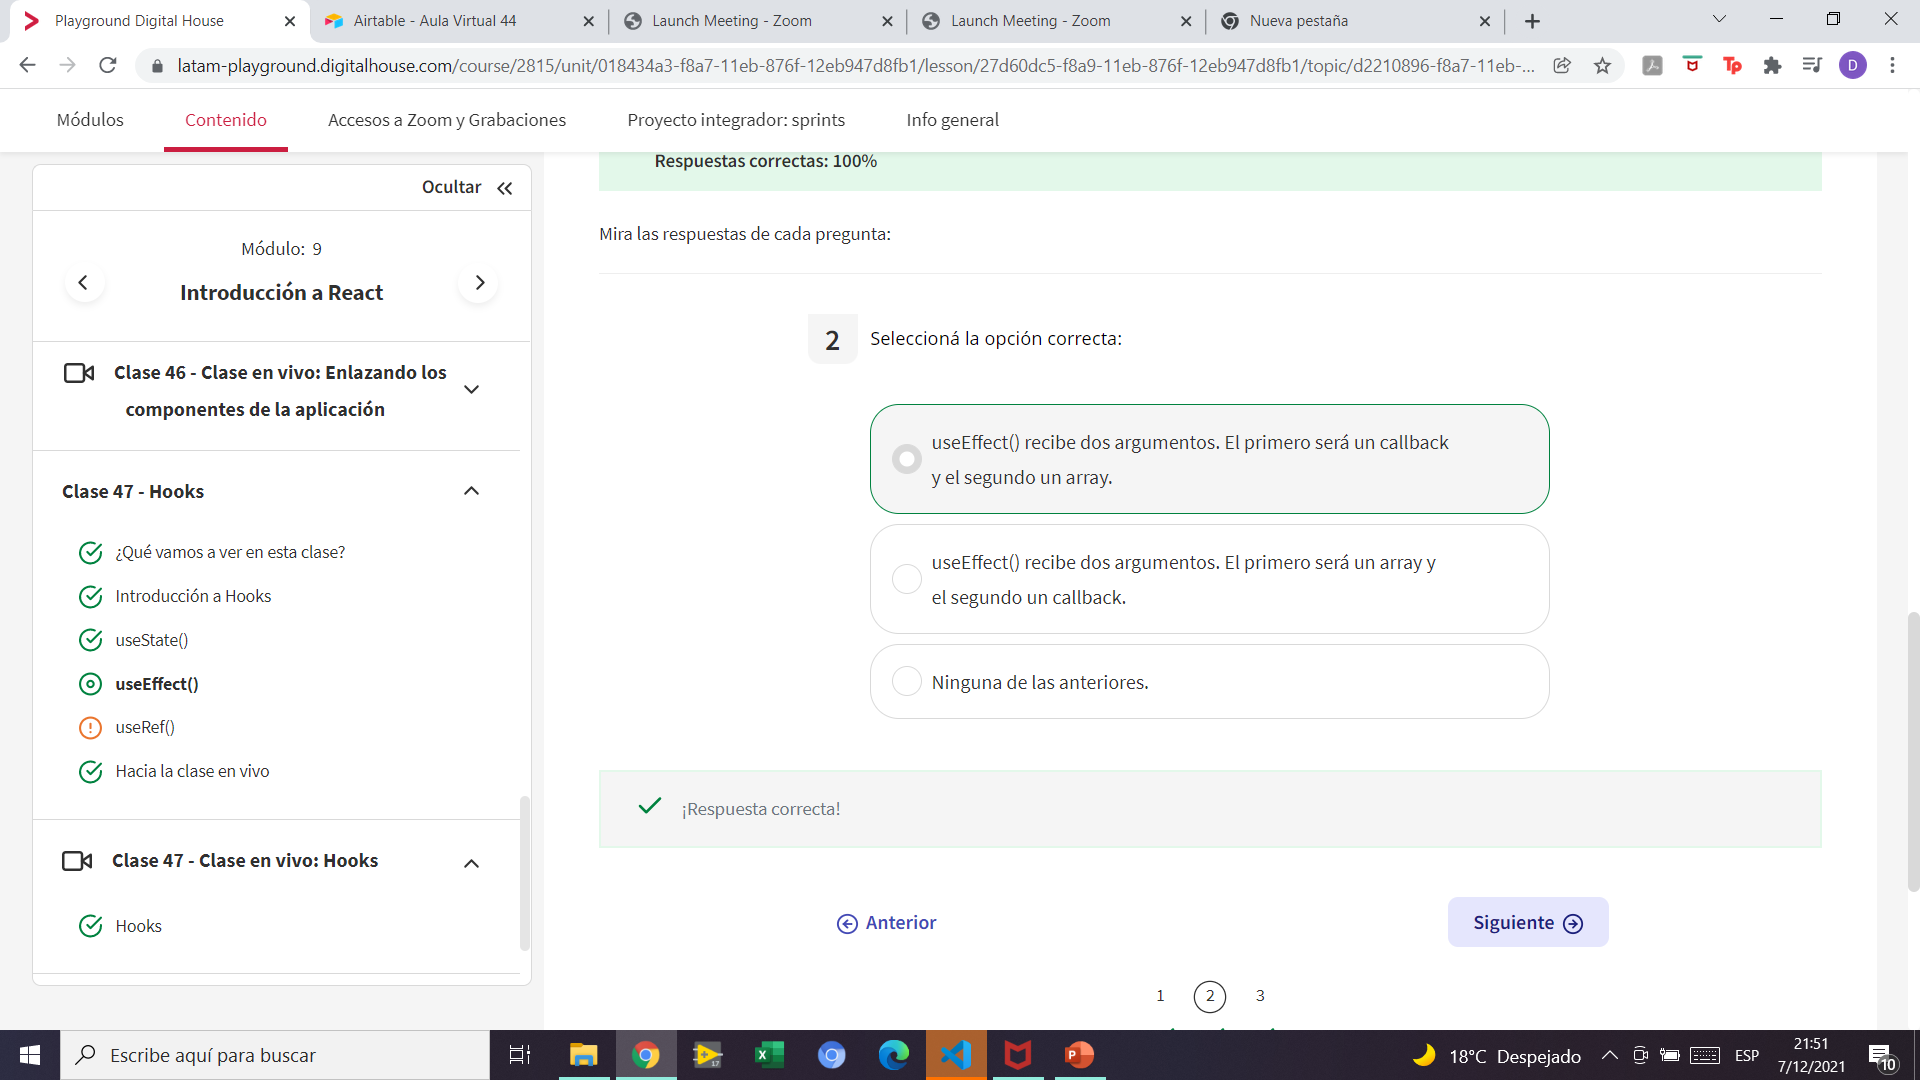 Playground Digital House
Airtable - Aula Virtual 44
Launch Meeting - Zoom
Launch Meeting - Zoom
Nueva pestaña
latam-playground.digitalhouse.com/course/2815/unit/018434a3-f8a7-11eb-876f-12eb947d8fb1/lesson/27d60dc5-f8a9-11eb-876f-12eb947d8fb1/topic/d2210896-f8a7-11eb-...
Tp
D
Módulos
Contenido
Accesos a Zoom y Grabaciones
Proyecto integrador: sprints
Info general
Ocultar
Módulo: 9
Introducción a React
Clase 46 - Clase en vivo: Enlazando los
componentes de la aplicación
Clase 47 - Hooks
¿Qué vamos a ver en esta clase?
Introducción a Hooks
useState()
useEffect()
useRef()
Hacia la clase en vivo
Clase 47 - Clase en vivo: Hooks
Hooks
Respuestas correctas: 100%
Mira las respuestas de cada pregunta:
2
Seleccioná la opción correcta:
useEffect() recibe dos argumentos. El primero será un callback
y el segundo un array.
useEffect() recibe dos argumentos. El primero será un array y
el segundo un callback.
Ninguna de las anteriores.
¡Respuesta correcta!
Anterior
Siguiente
1 2 3
Escribe aquí para buscar
18°C Despejado
ESP
21:51
7/12/2021
10